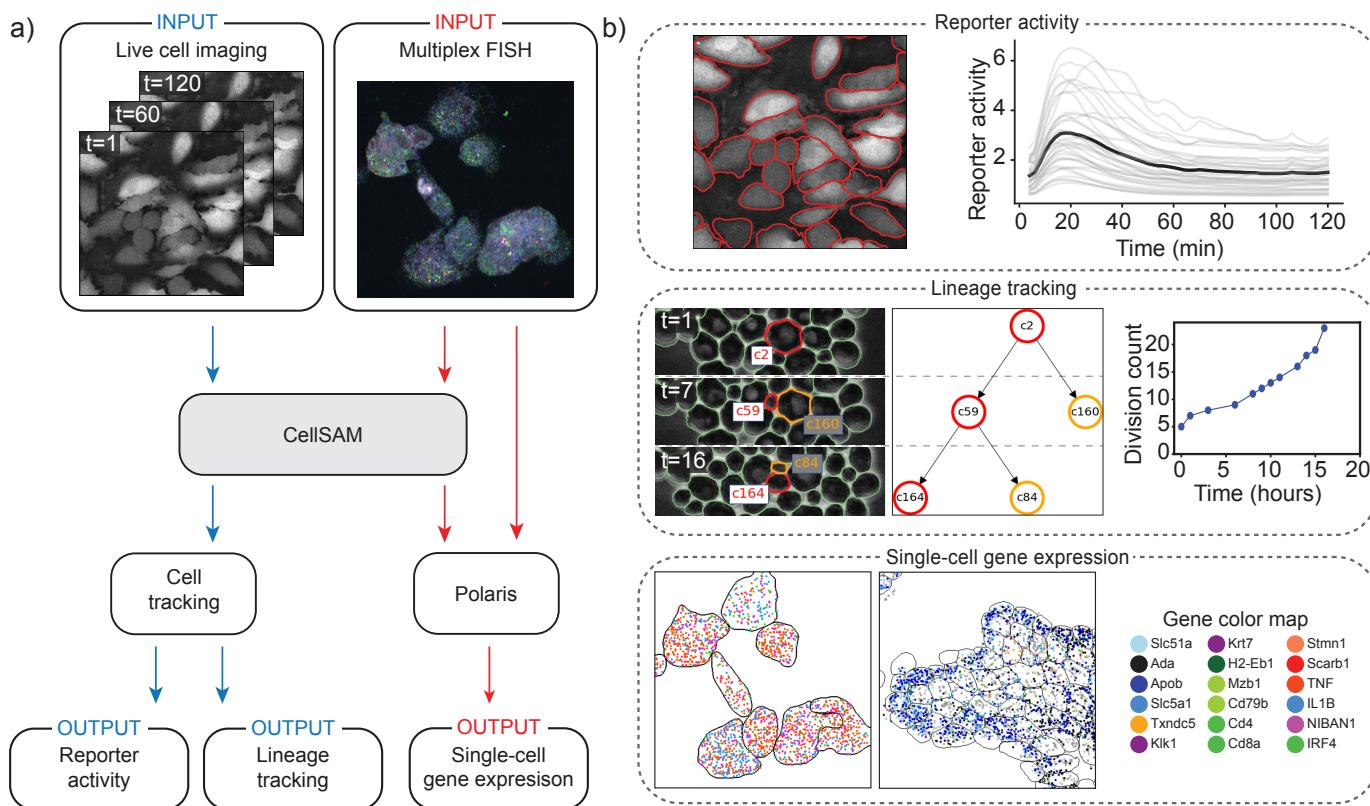 a)
INPUT
Live cell imaging
t=120
t=60
t=1
INPUT
Multiplex FISH
CellSAM
Cell
tracking
Polaris
OUTPUT
Reporter
activity
OUTPUT
Lineage
tracking
OUTPUT
Single-cell
gene expresison
b)
Reporter activity
Reporter activity
6
4
2
0
20
40
60
80
100
120
Time (min)
Lineage tracking
t=1
c2
t=7
c59
c160
t=16
c84
c164
c2
c59
c160
c164
c84
Division count
20
15
10
5
0
0
5
10
15
20
Time (hours)
Single-cell gene expression
Gene color map
Slc51a
Ada
Apob
Slc5a1
Txndc5
Klk1
Krt7
H2-Eb1
Mzb1
Cd79b
Cd4
Cd8a
Stmn1
Scarb1
TNF
IL1B
NIBAN1
IRF4